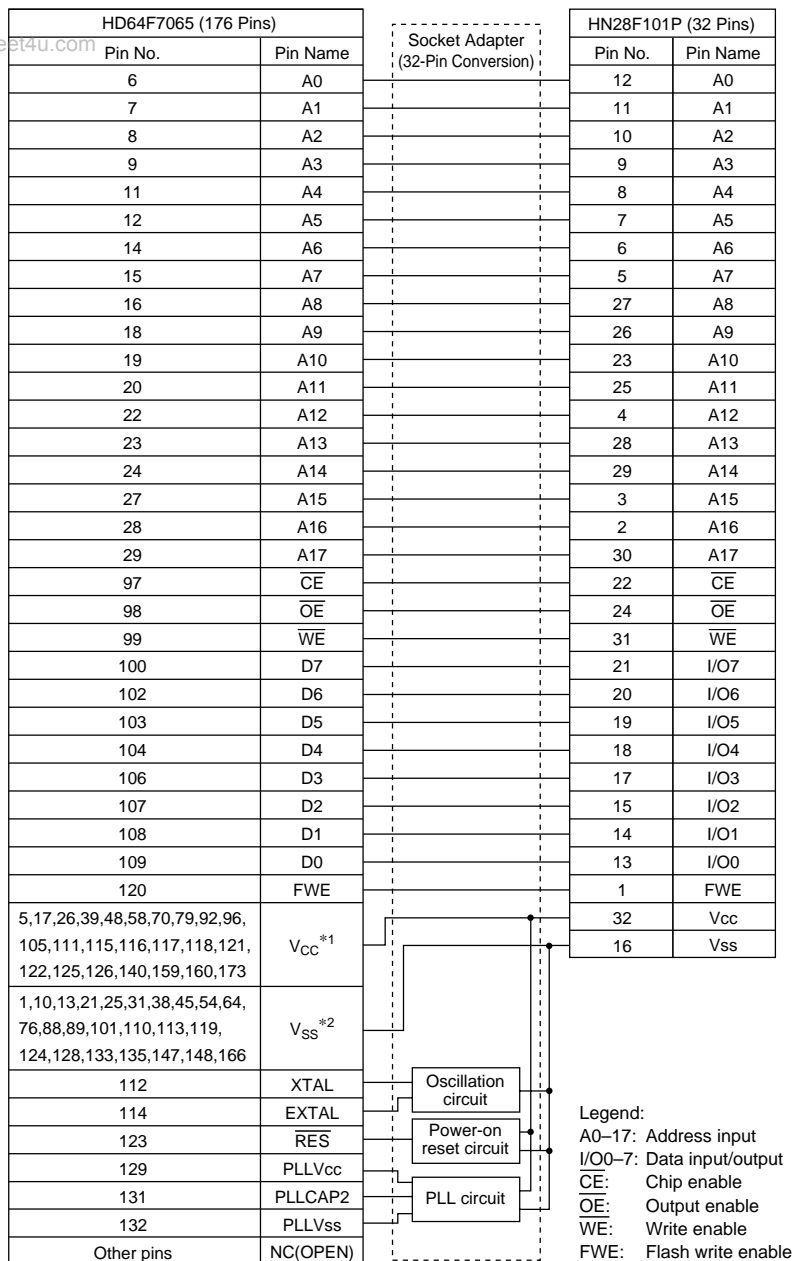 HD64F7065 (176 Pins)
Pin No. Pin Name
eet4u.com
Socket Adapter
(32-Pin Conversion)
HN28F101P (32 Pins)
Pin No. Pin Name
6 A0 12 A0
7 A1 11 A1
8 A2 10 A2
9 A3 9 A3
11 A4 8 A4
12 A5 7 A5
14 A6 6 A6
15 A7 5 A7
16 A8 27 A8
18 A9 26 A9
19 A10 23 A10
20 A11 25 A11
22 A12 4 A12
23 A13 28 A13
24 A14 29 A14
27 A15 3 A15
28 A16 2 A16
29 A17 30 A17
97 C̅E̅ 22 C̅E̅
98 O̅E̅ 24 O̅E̅
99 W̅E̅ 31 W̅E̅
100 D7 21 I/O7
102 D6 20 I/O6
103 D5 19 I/O5
104 D4 18 I/O4
106 D3 17 I/O3
107 D2 15 I/O2
108 D1 14 I/O1
109 D0 13 I/O0
120 FWE 1 FWE
5,17,26,39,48,58,70,79,92,96,
105,111,115,116,117,118,121,
122,125,126,140,159,160,173
VCC*1
32 Vcc
16 Vss
1,10,13,21,25,31,38,45,54,64,
76,88,89,101,110,113,119,
124,128,133,135,147,148,166
VSS*2
112 XTAL
114 EXTAL
Oscillation
circuit
123 R̅E̅S̅
Power-on
reset circuit
129 PLLVcc
131 PLLCAP2
132 PLLVss
PLL circuit
Other pins NC(OPEN)
Legend:
A0–17: Address input
I/O0–7: Data input/output
C̅E̅: Chip enable
O̅E̅: Output enable
W̅E̅: Write enable
FWE: Flash write enable